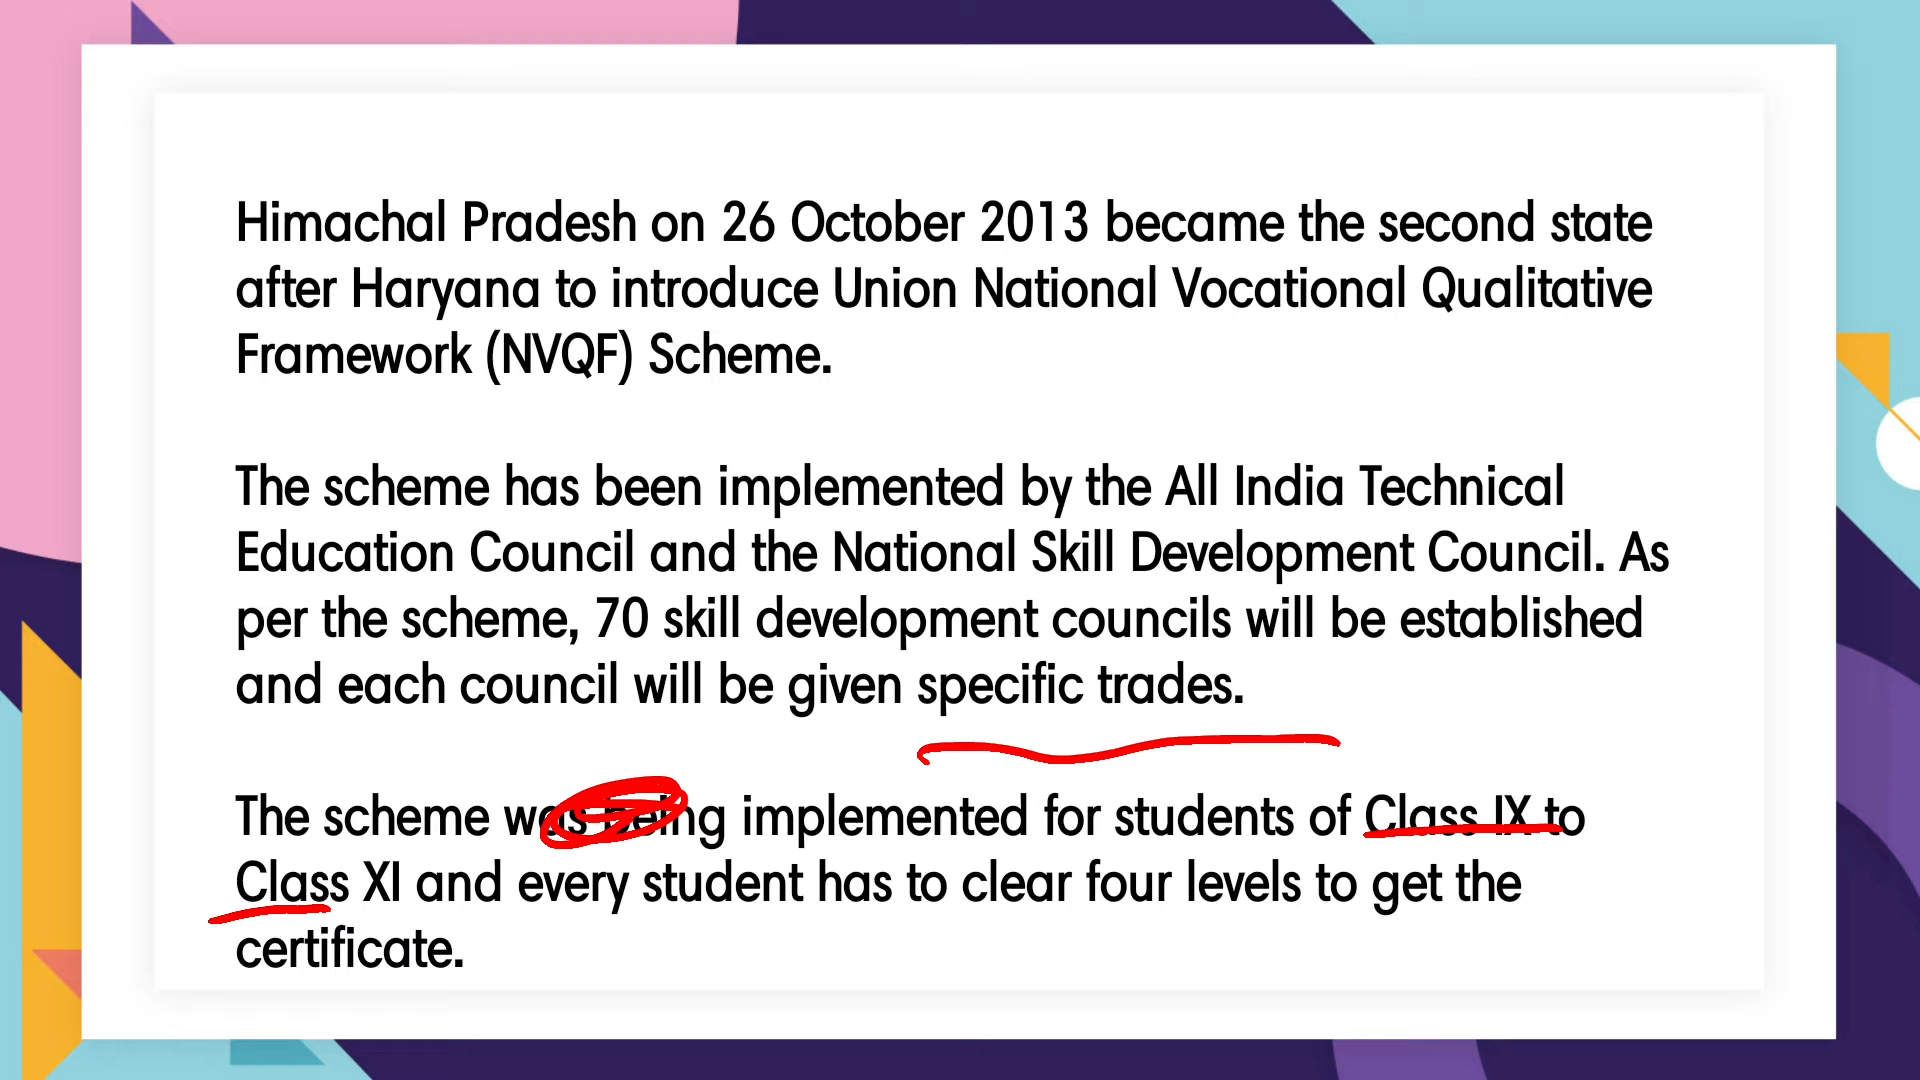 Himachal Pradesh on 26 October 2013 became the second state
after Haryana to introduce Union National Vocational Qualitative
Framework (NVQF) Scheme.
The scheme has been implemented by the All India Technical
Education Council and the National Skill Development Council. As
per the scheme, 70 skill development councils will be established
and each council will be given specific trades.
The scheme was being implemented for students of Class IX to
Class XI and every student has to clear four levels to get the
certificate.